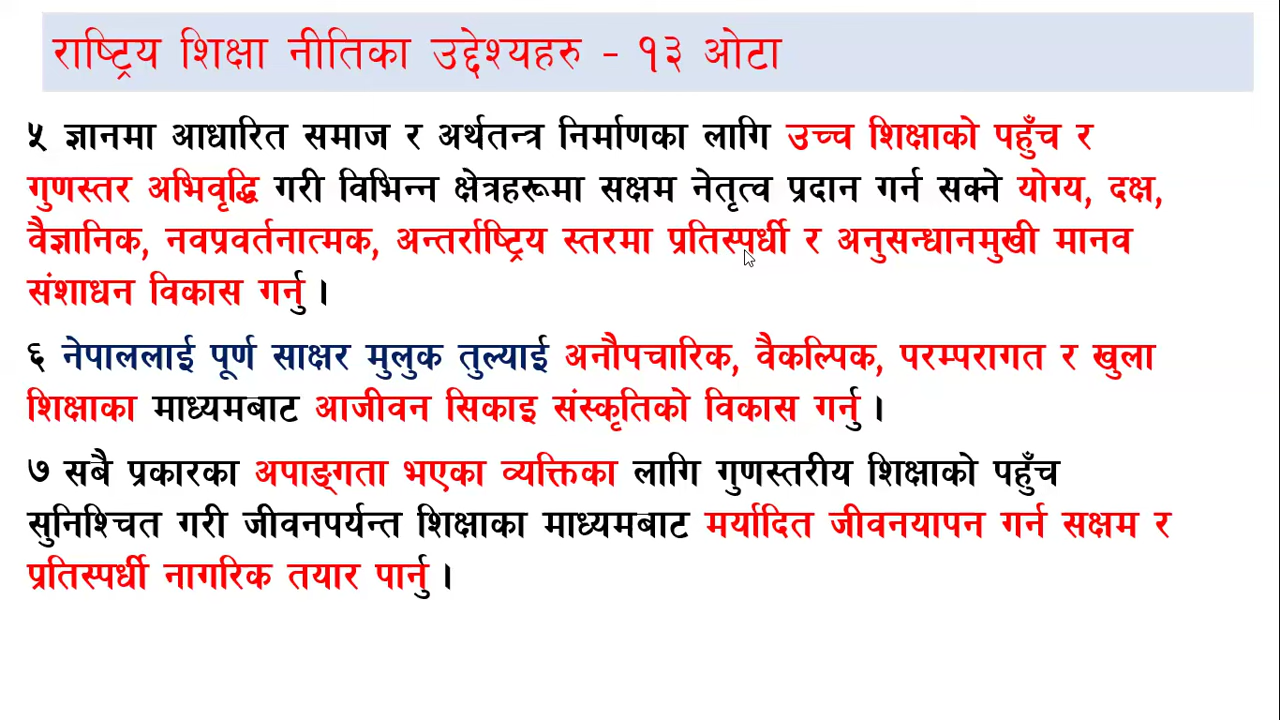 राष्ट्रिय शिक्षा नीतिका उद्देश्यहरु - १३ ओटा
५ ज्ञानमा आधारित समाज र अर्थतन्त्र निर्माणका लागि उच्च शिक्षाको पहुँच र
गुणस्तर अभिवृद्धि गरी विभिन्न क्षेत्रहरूमा सक्षम नेतृत्व प्रदान गर्न सक्ने योग्य, दक्ष,
वैज्ञानिक, नवप्रवर्तनात्मक, अन्तर्राष्ट्रिय स्तरमा प्रतिस्पर्धी र अनुसन्धानमुखी मानव
संशाधन विकास गर्नु ।
६ नेपाललाई पूर्ण साक्षर मुलुक तुल्याई अनौपचारिक, वैकल्पिक, परम्परागत र खुला
शिक्षाका माध्यमबाट आजीवन सिकाइ संस्कृतिको विकास गर्नु ।
७ सबै प्रकारका अपाङ्गता भएका व्यक्तिका लागि गुणस्तरीय शिक्षाको पहुँच
सुनिश्चित गरी जीवनपर्यन्त शिक्षाका माध्यमबाट मर्यादित जीवनयापन गर्न सक्षम र
प्रतिस्पर्धी नागरिक तयार पार्नु ।